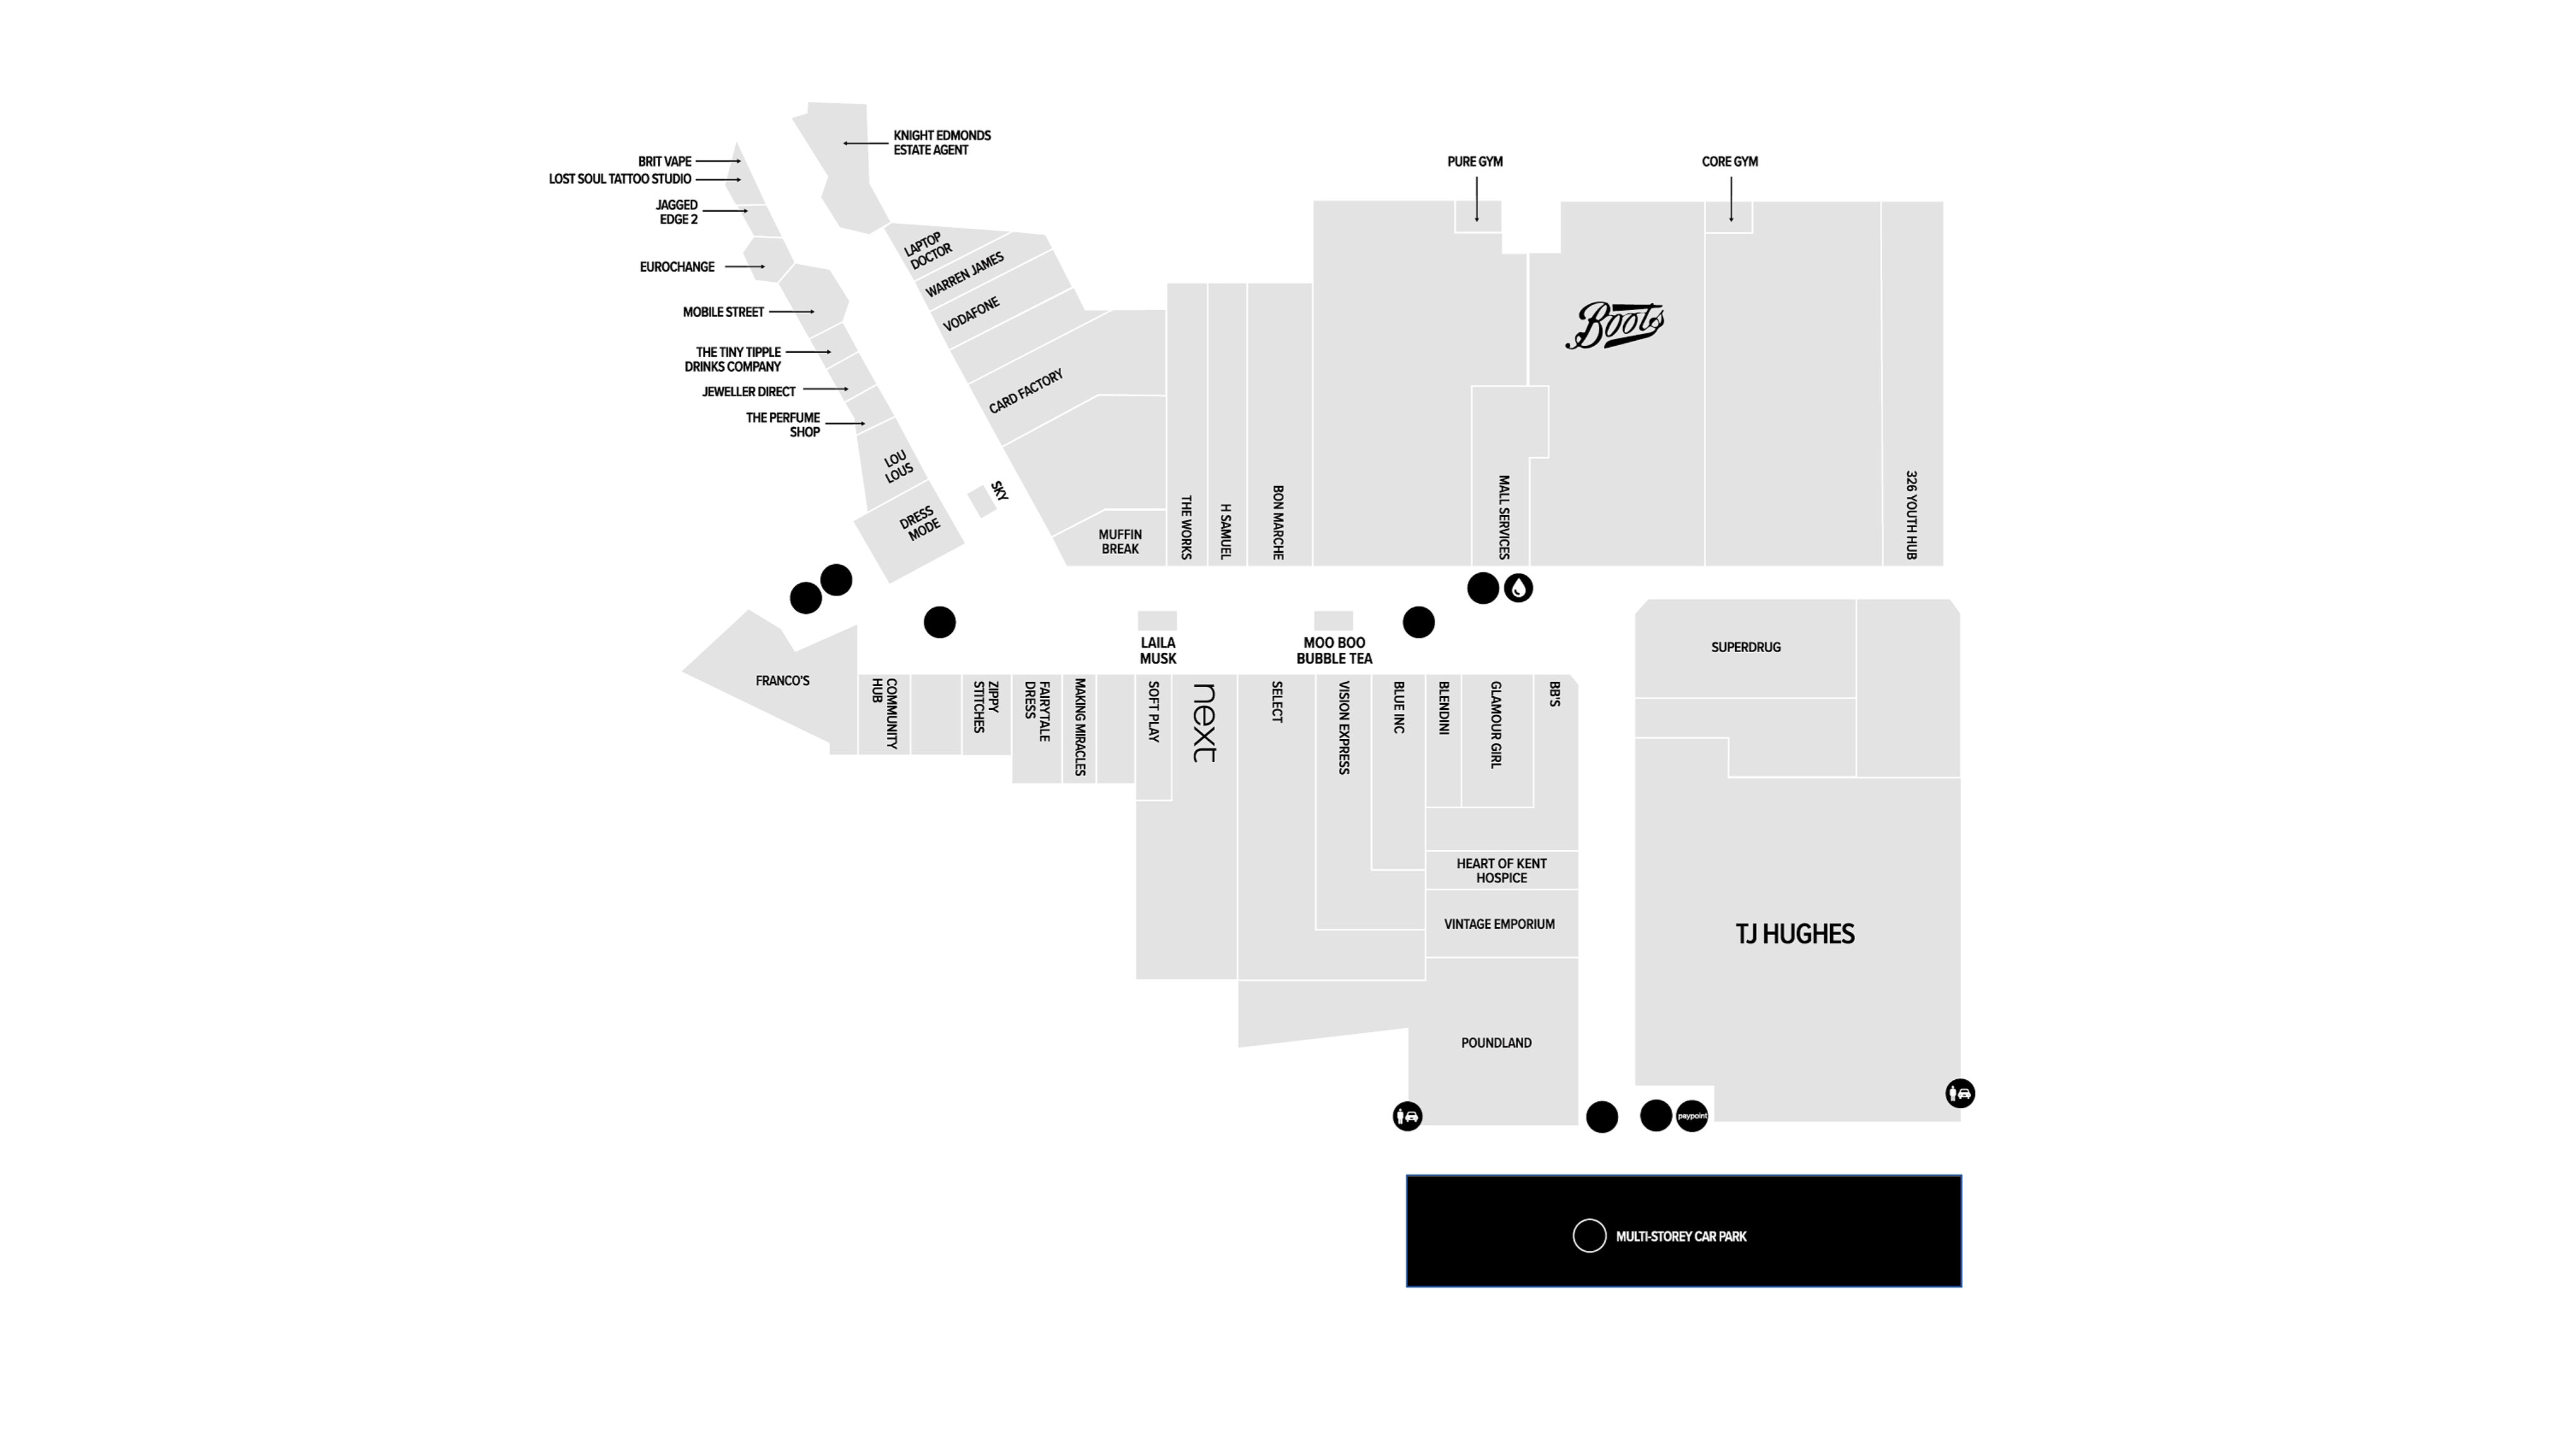 KNIGHT EDMONDS
ESTATE AGENT
BRIT VAPE
LOST SOUL TATTOO STUDIO
JAGGED
EDGE 2
EUROCHANGE
MOBILE STREET
THE TINY TIPPLE
DRINKS COMPANY
JEWELLER DIRECT
THE PERFUME
SHOP
LOU
LOUS
DRESS
MODE
LAPTOP
DOCTOR
WARREN JAMES
VODAFONE
CARD FACTORY
SKY
MUFFIN
BREAK
THE WORKS
H SAMUEL
BON MARCHE
PURE GYM
MALL SERVICES
Boots
CORE GYM
326 YOUTH HUB
LAILA
MUSK
MOO BOO
BUBBLE TEA
FRANCO'S
COMMUNITY
HUB
ZIPPY
STITCHES
FAIRYTALE
DRESS
MAKING MIRACLES
SOFT PLAY
next
SELECT
VISION EXPRESS
BLUE INC
BLENDINI
GLAMOUR GIRL
BB'S
HEART OF KENT
HOSPICE
VINTAGE EMPORIUM
POUNDLAND
SUPERDRUG
TJ HUGHES
paypoint
MULTI-STOREY CAR PARK